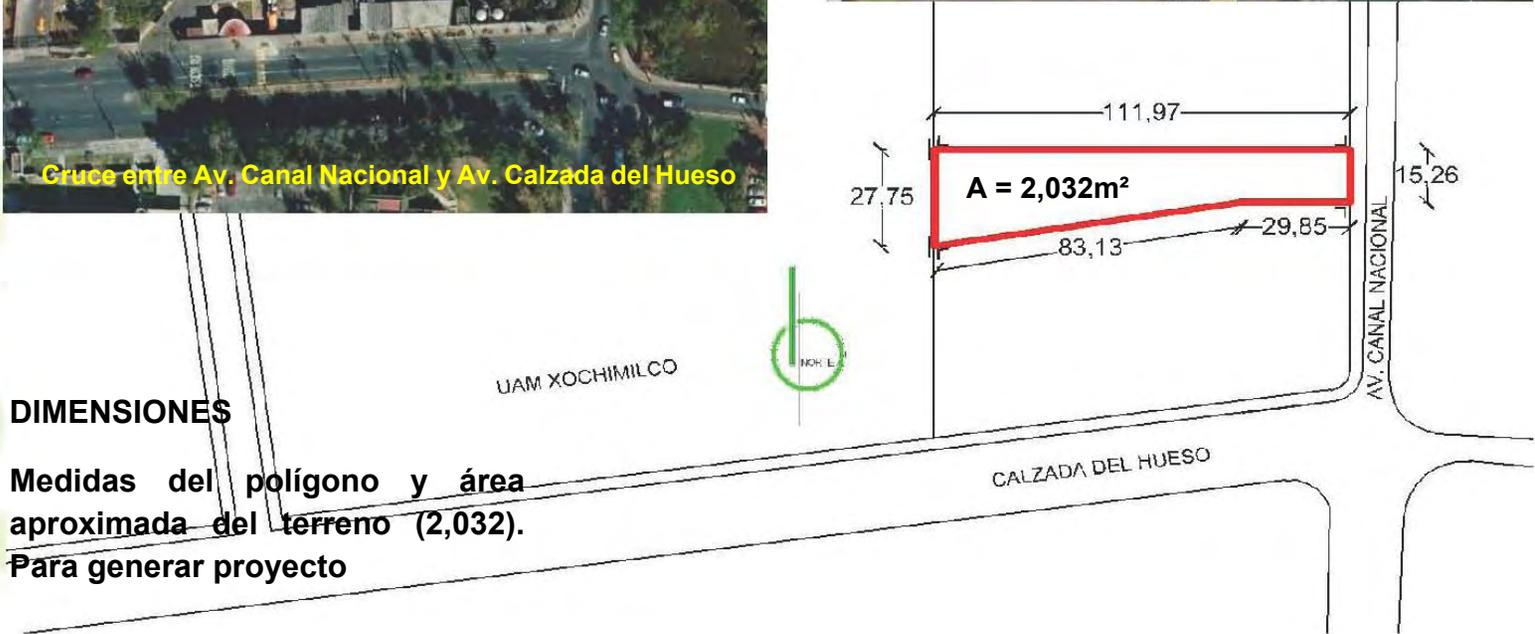 Cruce entre Av. Canal Nacional y Av. Calzada del Hueso
111,97
27,75
A = 2,032m²
15,26
29,85
83,13
AV. CANAL NACIONAL
NORTE
UAM XOCHIMILCO
CALZADA DEL HUESO
DIMENSIONES
Medidas del polígono y área
aproximada del terreno (2,032).
Para generar proyecto